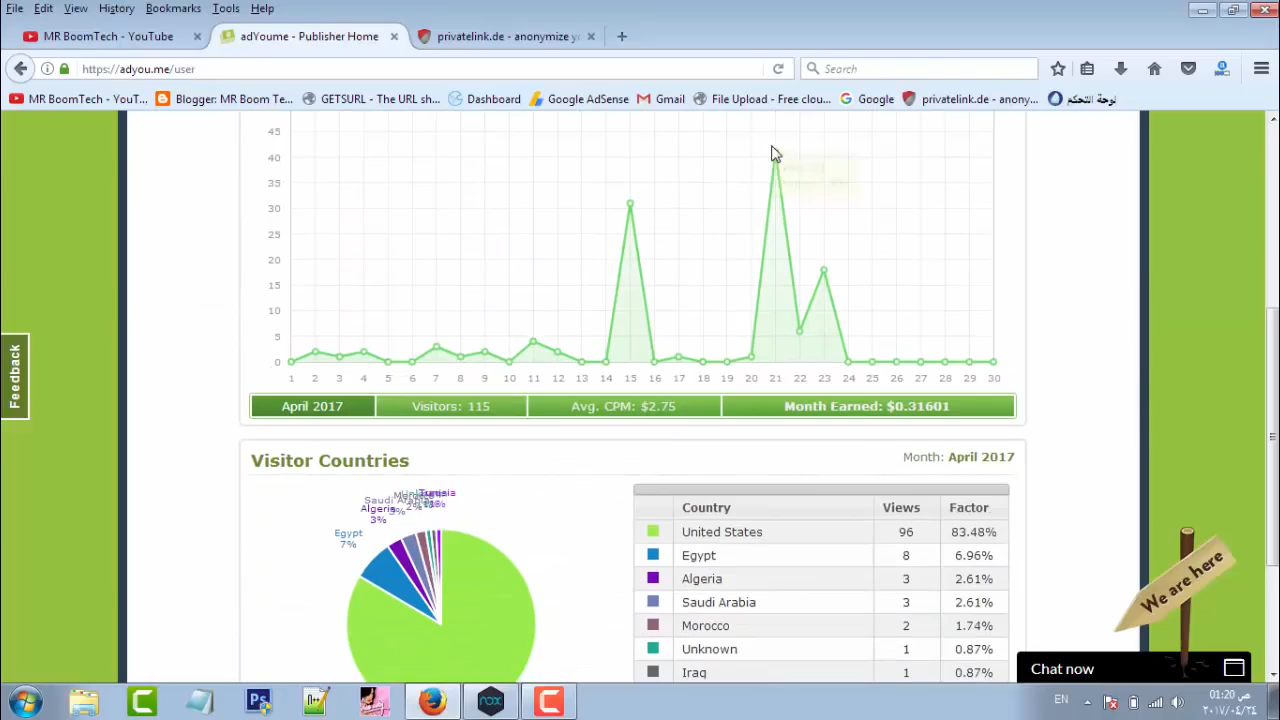 File Edit View History Bookmarks Tools Help
MR BoomTech - YouTube
adYoume - Publisher Home
privatelink.de - anonymize yo
https://adyou.me/user
Search
MR BoomTech - YouT...
Blogger: MR Boom Te...
GETSURL - The URL sh...
Dashboard
Google AdSense
Gmail
File Upload - Free clou...
Google
privatelink.de - anony...
لوحة التحكم
45
40
35
30
25
20
15
10
5
0
1 2 3 4 5 6 7 8 9 10 11 12 13 14 15 16 17 18 19 20 21 22 23 24 25 26 27 28 29 30
April 2017 Visitors: 115 Avg. CPM: $2.75 Month Earned: $0.31601
Feedback
Visitor Countries Month: April 2017
Tunisia
Saudi Arabia
3%
2%
Algeria
3%
Egypt
7%
Country Views Factor
United States 96 83.48%
Egypt 8 6.96%
Algeria 3 2.61%
Saudi Arabia 3 2.61%
Morocco 2 1.74%
Unknown 1 0.87%
Iraq 1 0.87%
We are here
Chat now
EN
01:20 ص
٢٠١٧/٠٤/٢٤